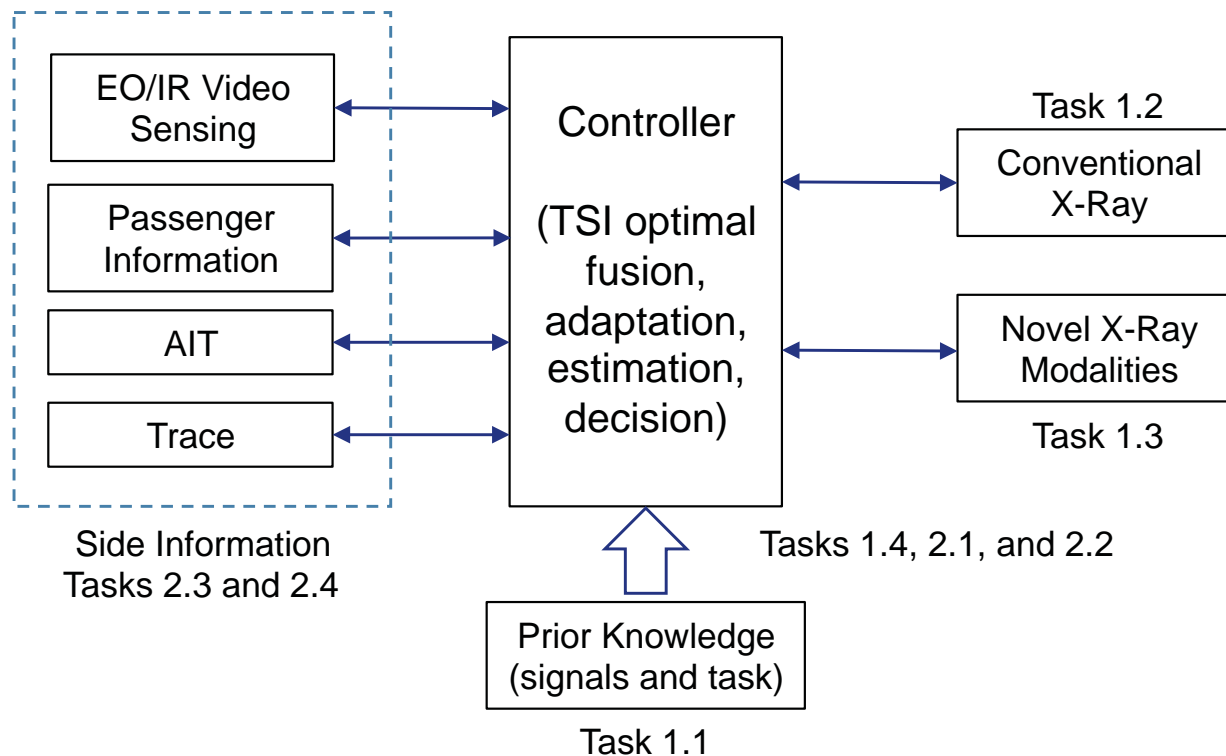 EO/IR Video
Sensing
Passenger
Information
AIT
Trace
Side Information
Tasks 2.3 and 2.4
Controller
(TSI optimal
fusion,
adaptation,
estimation,
decision)
Tasks 1.4, 2.1, and 2.2
Prior Knowledge
(signals and task)
Task 1.1
Task 1.2
Conventional
X-Ray
Novel X-Ray
Modalities
Task 1.3